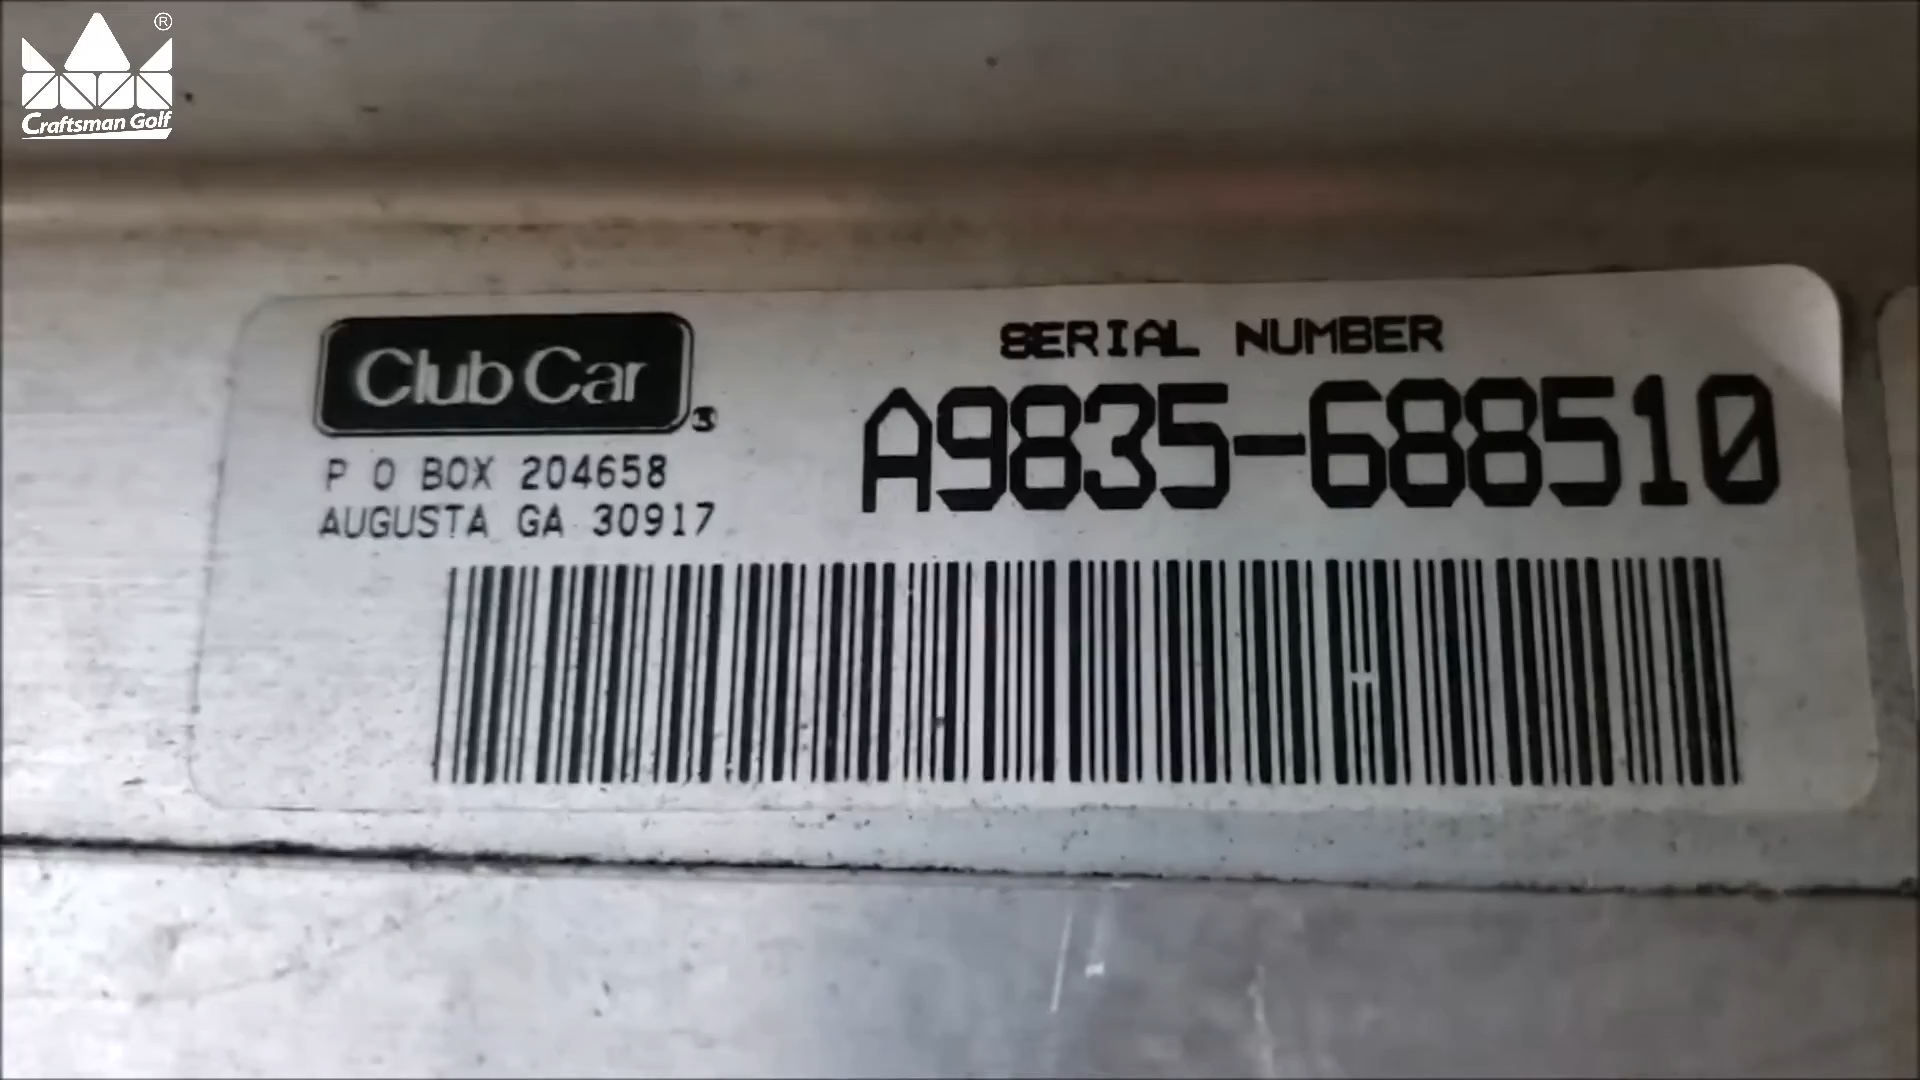 ®
Craftsman Golf
Club Car
P O BOX 204658
AUGUSTA GA 30917
SERIAL NUMBER
A9835-688510